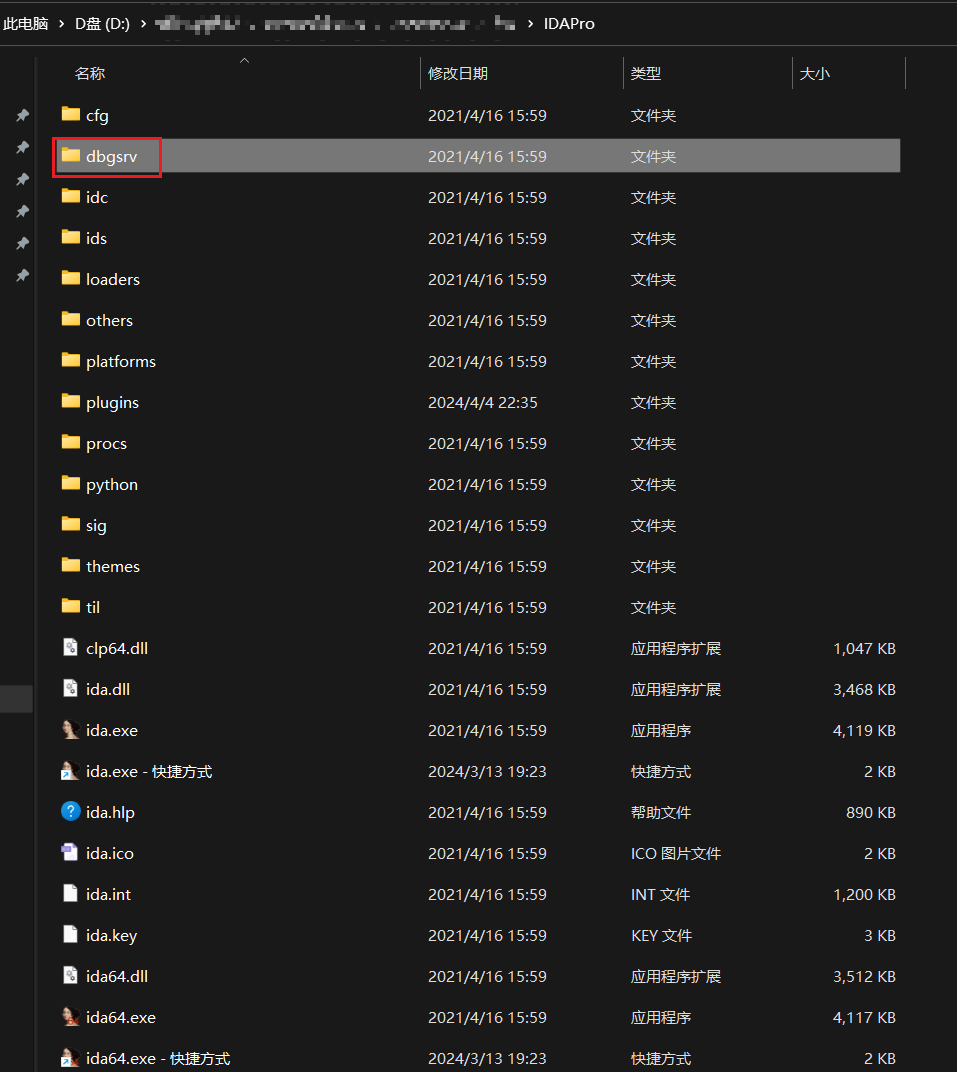 此电脑 › D盘 (D:) › › IDAPro
名称 修改日期 类型 大小
cfg 2021/4/16 15:59 文件夹
dbgsrv 2021/4/16 15:59 文件夹
idc 2021/4/16 15:59 文件夹
ids 2021/4/16 15:59 文件夹
loaders 2021/4/16 15:59 文件夹
others 2021/4/16 15:59 文件夹
platforms 2021/4/16 15:59 文件夹
plugins 2024/4/4 22:35 文件夹
procs 2021/4/16 15:59 文件夹
python 2021/4/16 15:59 文件夹
sig 2021/4/16 15:59 文件夹
themes 2021/4/16 15:59 文件夹
til 2021/4/16 15:59 文件夹
clp64.dll 2021/4/16 15:59 应用程序扩展 1,047 KB
ida.dll 2021/4/16 15:59 应用程序扩展 3,468 KB
ida.exe 2021/4/16 15:59 应用程序 4,119 KB
ida.exe - 快捷方式 2024/3/13 19:23 快捷方式 2 KB
ida.hlp 2021/4/16 15:59 帮助文件 890 KB
ida.ico 2021/4/16 15:59 ICO 图片文件 2 KB
ida.int 2021/4/16 15:59 INT 文件 1,200 KB
ida.key 2021/4/16 15:59 KEY 文件 3 KB
ida64.dll 2021/4/16 15:59 应用程序扩展 3,512 KB
ida64.exe 2021/4/16 15:59 应用程序 4,117 KB
ida64.exe - 快捷方式 2024/3/13 19:23 快捷方式 2 KB